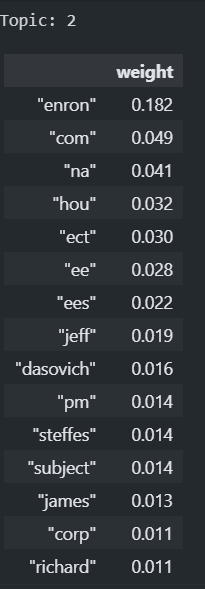 Topic: 2
weight
"enron" 0.182
"com" 0.049
"na" 0.041
"hou" 0.032
"ect" 0.030
"ee" 0.028
"ees" 0.022
"jeff" 0.019
"dasovich" 0.016
"pm" 0.014
"steffes" 0.014
"subject" 0.014
"james" 0.013
"corp" 0.011
"richard" 0.011